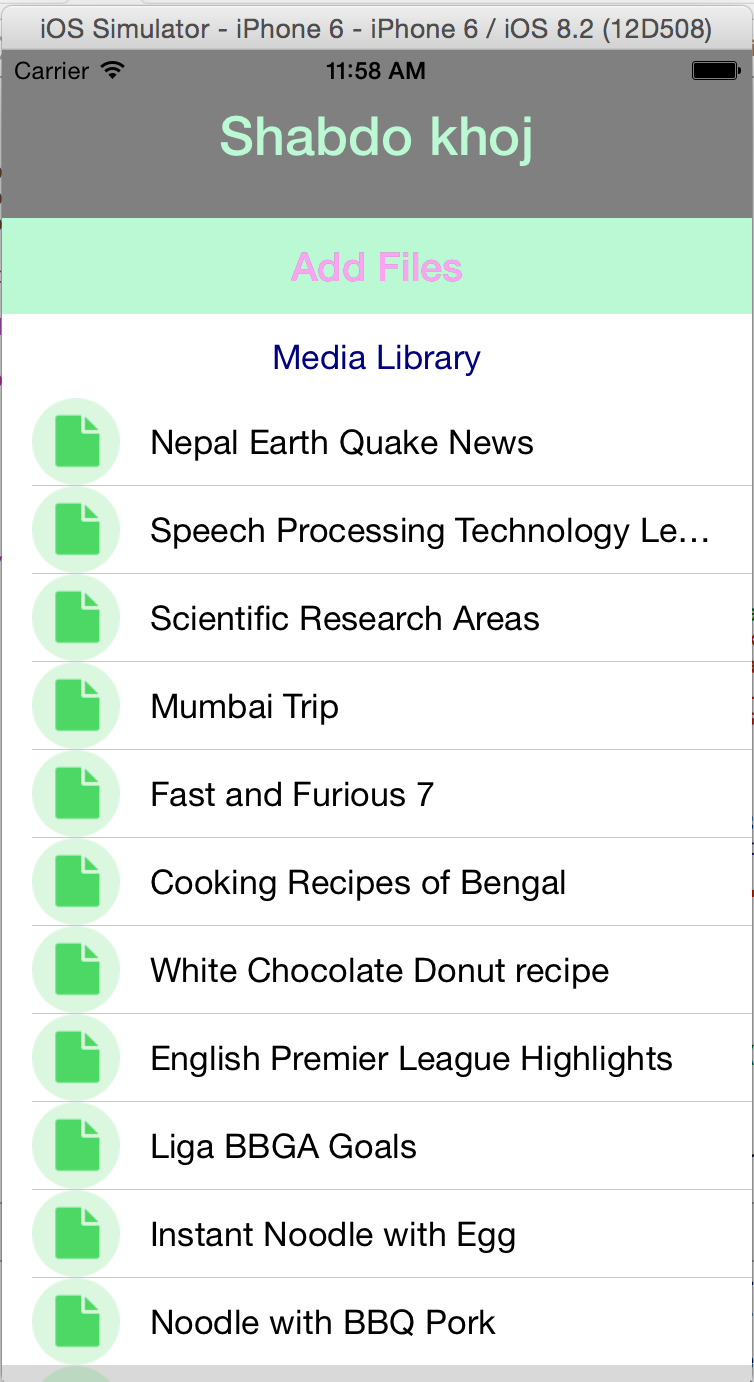 iOS Simulator - iPhone 6 - iPhone 6 / iOS 8.2 (12D508)
Carrier 11:58 AM
Shabdo khoj
Add Files
Media Library
Nepal Earth Quake News
Speech Processing Technology Le...
Scientific Research Areas
Mumbai Trip
Fast and Furious 7
Cooking Recipes of Bengal
White Chocolate Donut recipe
English Premier League Highlights
Liga BBGA Goals
Instant Noodle with Egg
Noodle with BBQ Pork